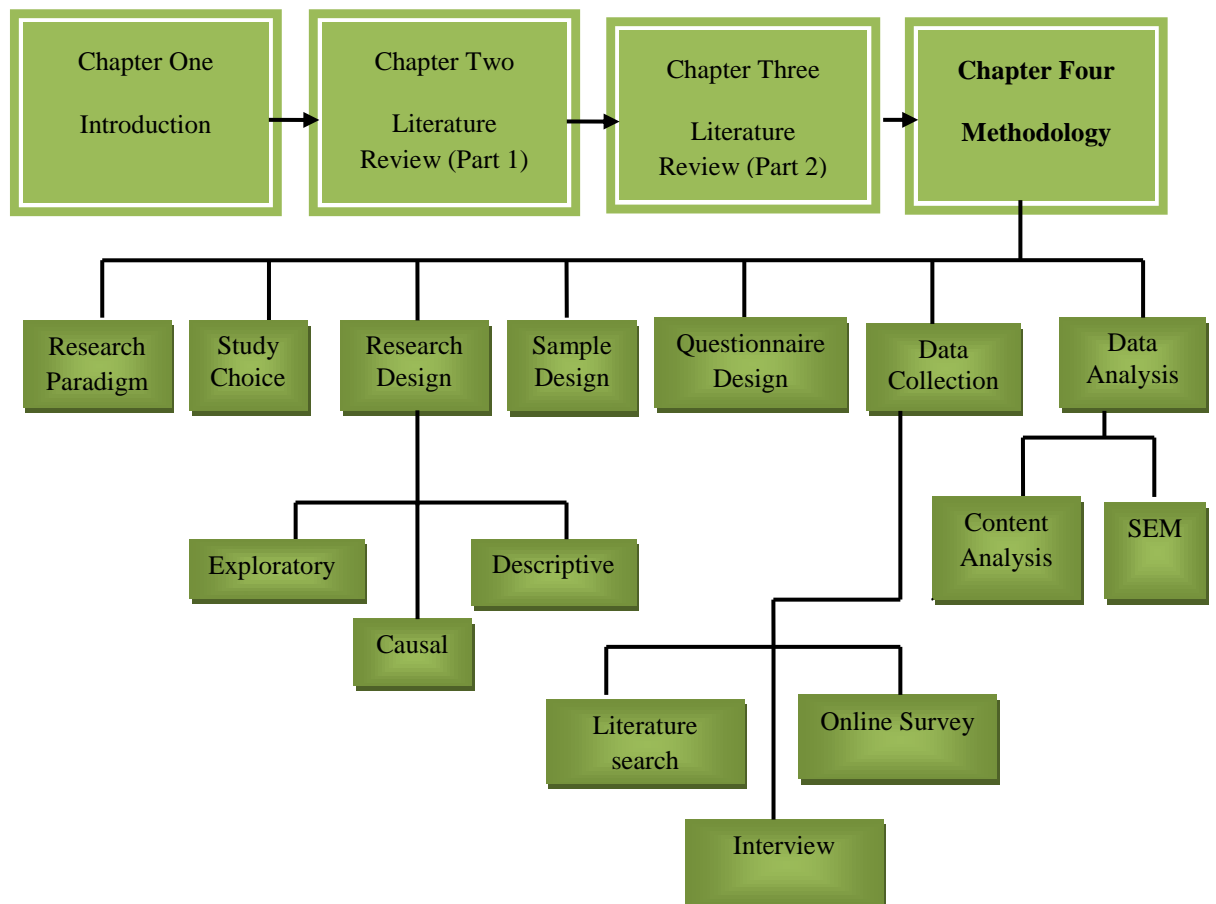 Chapter One
Introduction
Chapter Two
Literature
Review (Part 1)
Chapter Three
Literature
Review (Part 2)
Chapter Four
Methodology
Research
Paradigm
Study
Choice
Research
Design
Sample
Design
Questionnaire
Design
Data
Collection
Data
Analysis
Exploratory
Causal
Descriptive
Content
Analysis
SEM
Literature
search
Online Survey
Interview